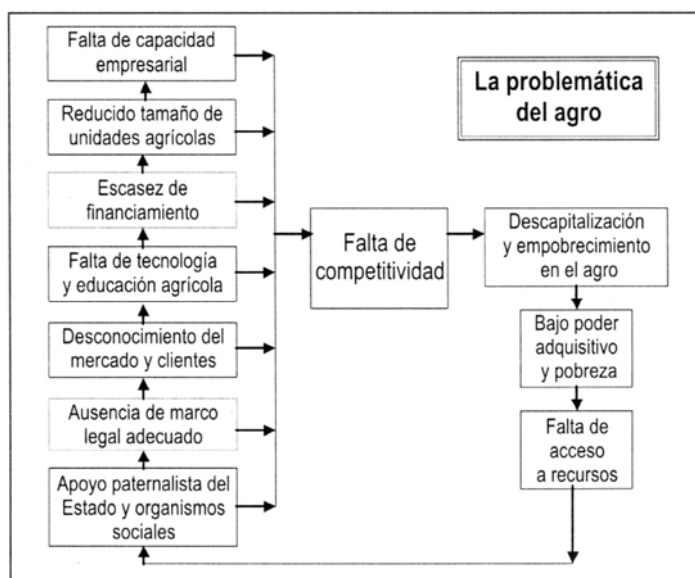 Falta de capacidad
empresarial
La problemática
del agro
Reducido tamaño de
unidades agrícolas
Escasez de
financiamiento
Falta de tecnología
y educación agrícola
Desconocimiento del
mercado y clientes
Ausencia de marco
legal adecuado
Apoyo paternalista del
Estado y organismos
sociales
Falta de
competitividad
Descapitalización
y empobrecimiento
en el agro
Bajo poder
adquisitivo
y pobreza
Falta de
acceso
a recursos